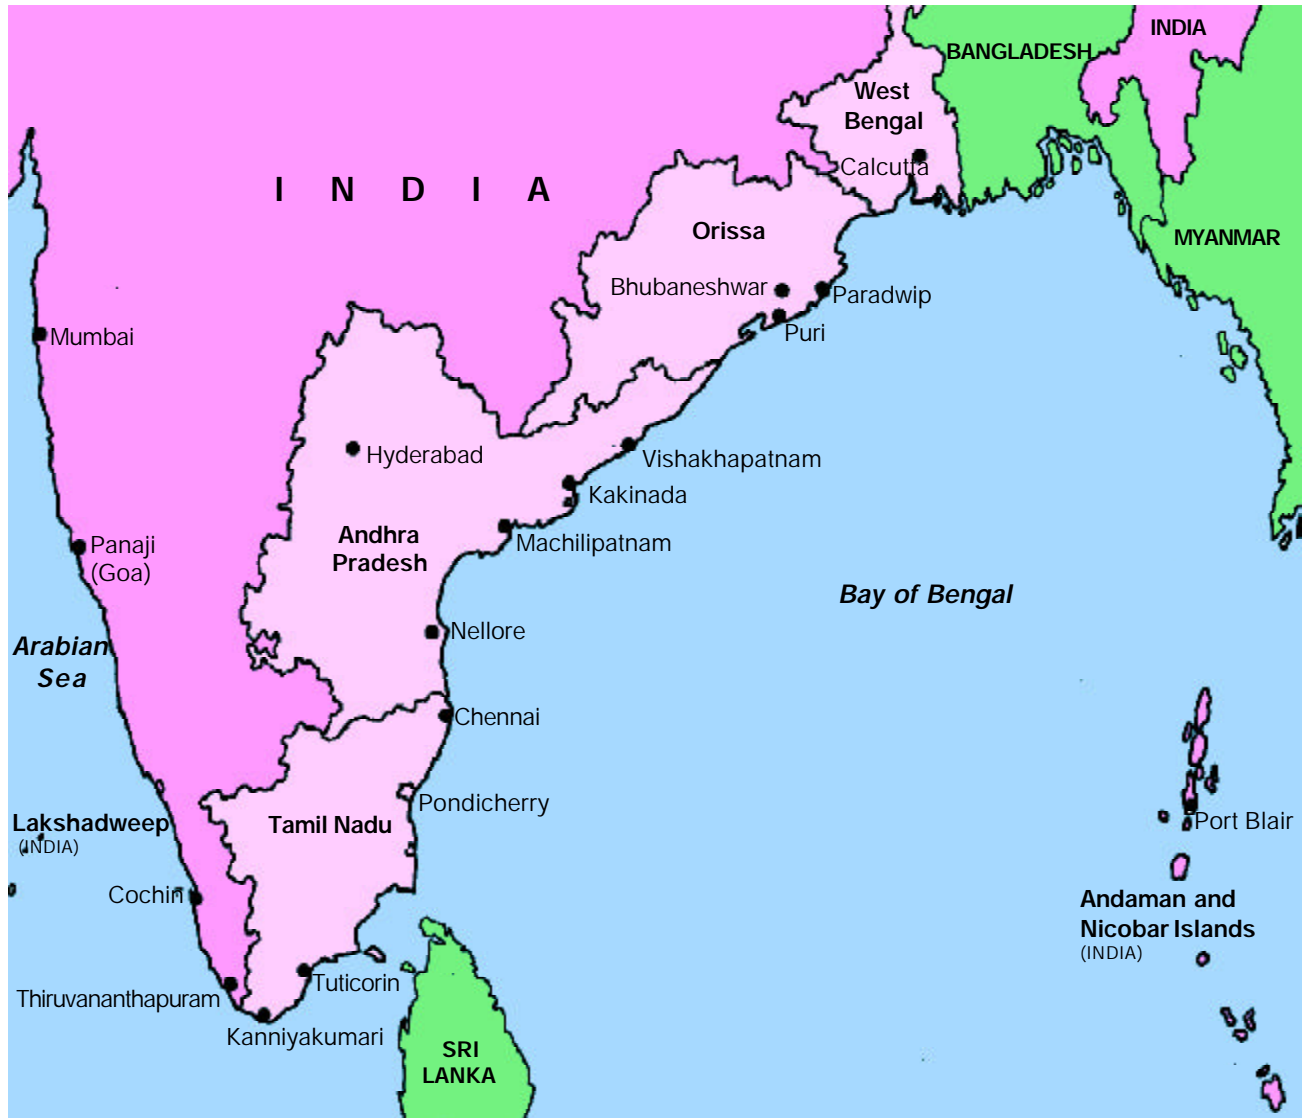 INDIA
BANGLADESH
West
Bengal
Calcutta
I N D I A
Orissa
MYANMAR
Bhubaneshwar
Paradwip
Puri
Mumbai
Hyderabad
Vishakhapatnam
Kakinada
Andhra
Pradesh
Machilipatnam
Panaji
(Goa)
Bay of Bengal
Nellore
Arabian
Sea
Chennai
Pondicherry
Lakshadweep
(INDIA)
Tamil Nadu
Port Blair
Cochin
Andaman and
Nicobar Islands
(INDIA)
Tuticorin
Thiruvananthapuram
Kanniyakumari
SRI
LANKA